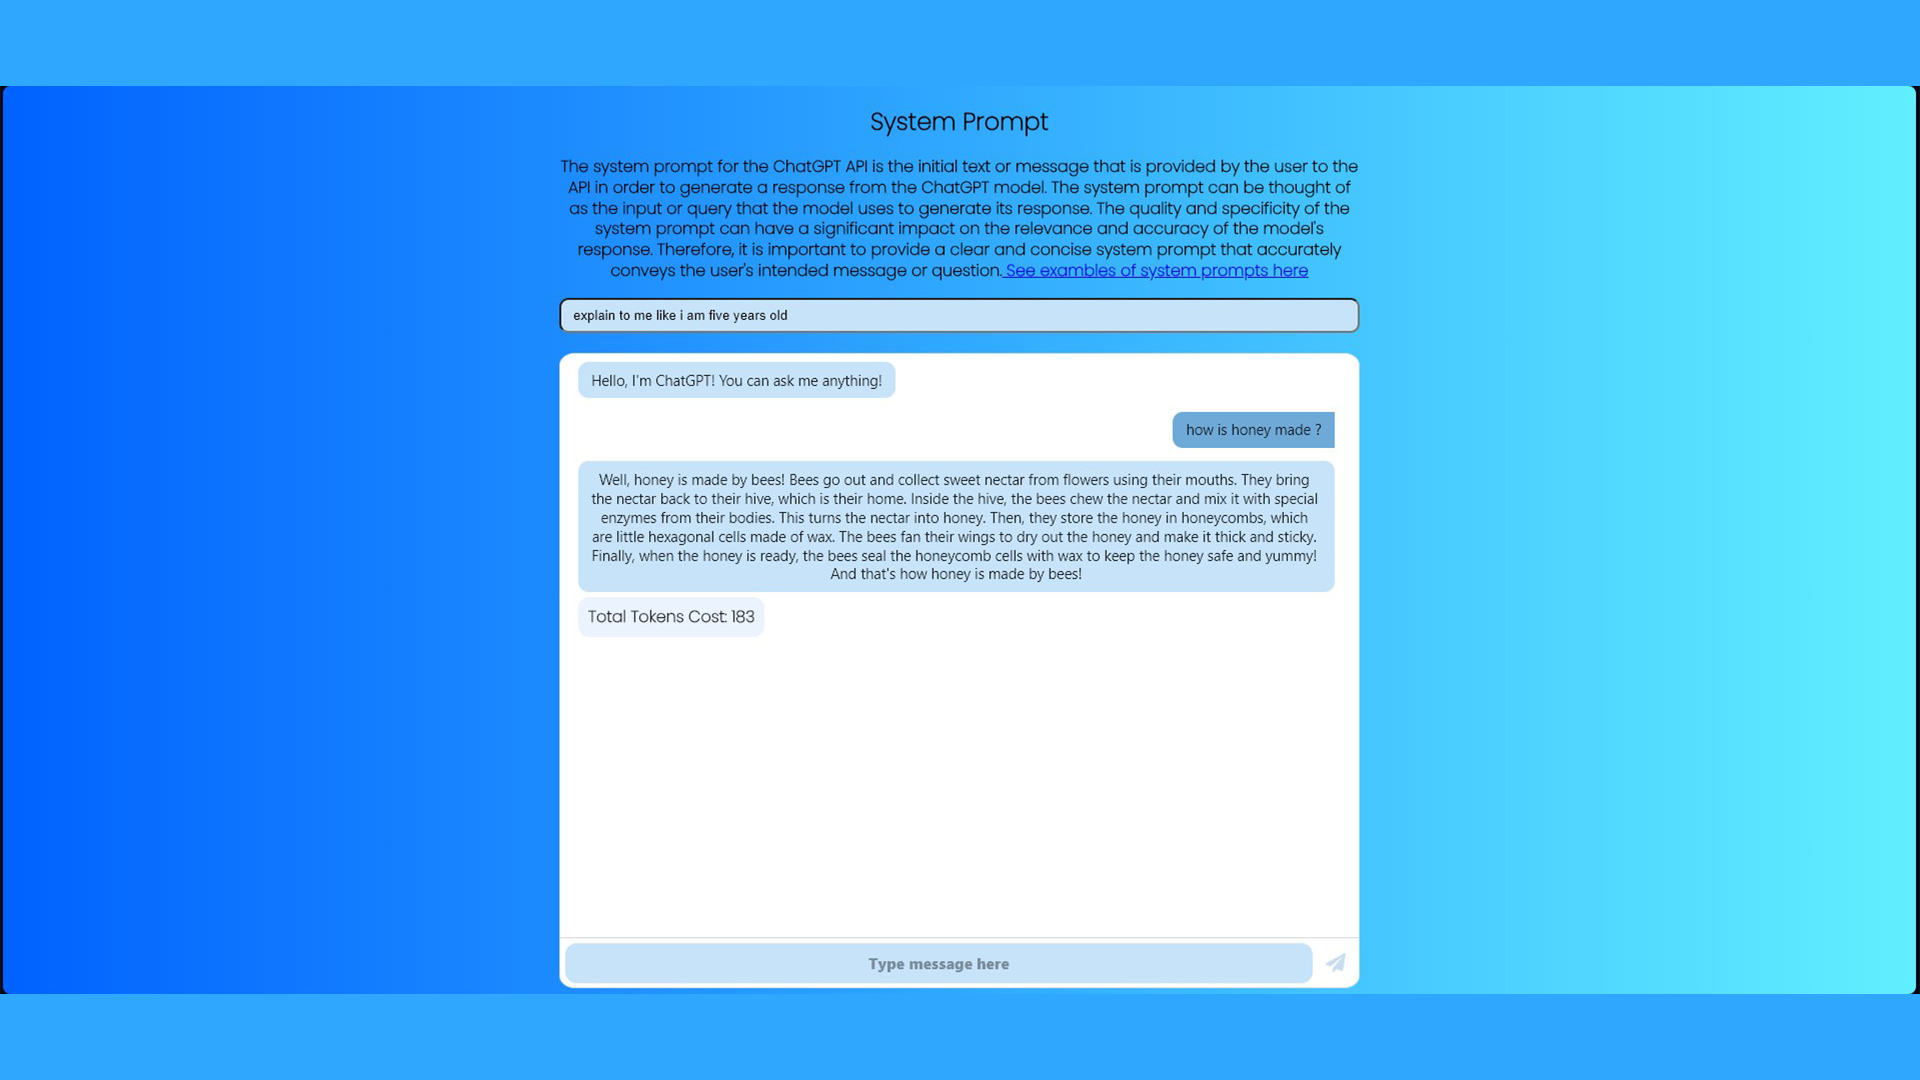 System Prompt
The system prompt for the ChatGPT API is the initial text or message that is provided by the user to the
API in order to generate a response from the ChatGPT model. The system prompt can be thought of
as the input or query that the model uses to generate its response. The quality and specificity of the
system prompt can have a significant impact on the relevance and accuracy of the model's
response. Therefore, it is important to provide a clear and concise system prompt that accurately
conveys the user's intended message or question. See exambles of system prompts here
explain to me like i am five years old
Hello, I'm ChatGPT! You can ask me anything!
how is honey made ?
Well, honey is made by bees! Bees go out and collect sweet nectar from flowers using their mouths. They bring
the nectar back to their hive, which is their home. Inside the hive, the bees chew the nectar and mix it with special
enzymes from their bodies. This turns the nectar into honey. Then, they store the honey in honeycombs, which
are little hexagonal cells made of wax. The bees fan their wings to dry out the honey and make it thick and sticky.
Finally, when the honey is ready, the bees seal the honeycomb cells with wax to keep the honey safe and yummy!
And that's how honey is made by bees!
Total Tokens Cost: 183
Type message here